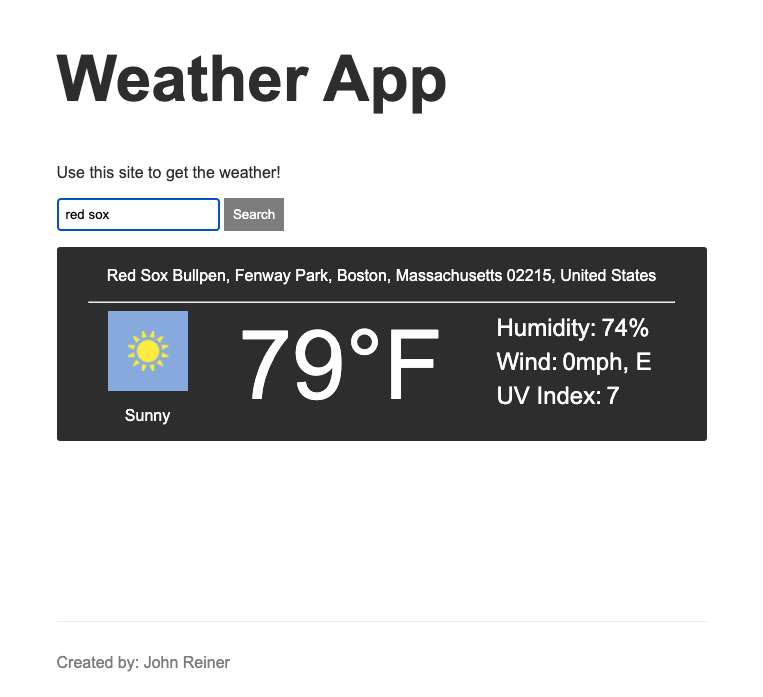 Weather App
Use this site to get the weather!
red sox
Search
Red Sox Bullpen, Fenway Park, Boston, Massachusetts 02215, United States
79°F
Humidity: 74%
Wind: 0mph, E
UV Index: 7
Sunny
Created by: John Reiner